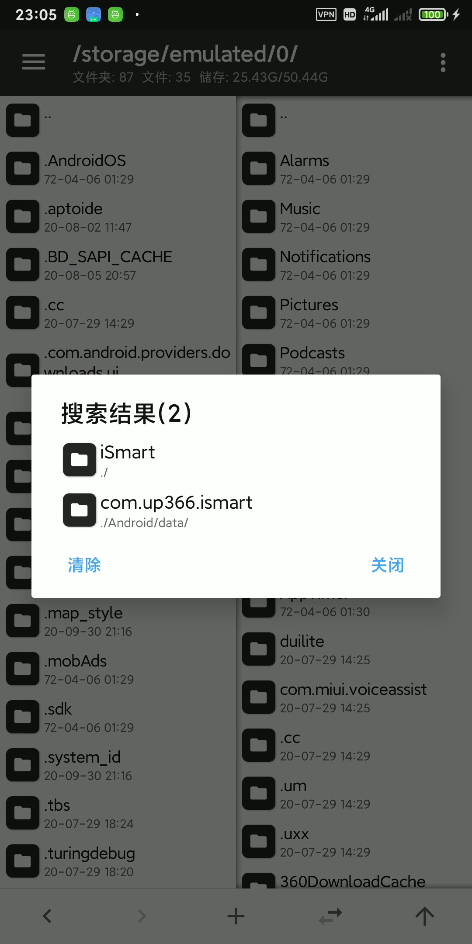 23:05
VPN HD 4G 100
/storage/emulated/0/
文件夹: 87 文件: 35 储存: 25.43G/50.44G
..
.AndroidOS
72-04-06 01:29
.aptoide
20-08-02 11:47
.BD_SAPI_CACHE
20-08-05 20:57
.cc
20-07-29 14:29
.com.android.providers.do
wnloads.ui
..
Alarms
72-04-06 01:29
Music
72-04-06 01:29
Notifications
72-04-06 01:29
Pictures
72-04-06 01:29
Podcasts
72-04-06 01:29
搜索结果(2)
iSmart
./
com.up366.ismart
./Android/data/
清除
关闭
.map_style
20-09-30 21:16
.mobAds
72-04-06 01:29
.sdk
72-04-06 01:29
.system_id
20-09-30 21:16
.tbs
20-07-29 18:24
.turingdebug
20-07-29 18:20
72-04-06 01:30
duilite
20-07-29 14:25
com.miui.voiceassist
20-07-29 14:25
.cc
20-07-29 14:29
.um
20-07-29 14:29
.uxx
20-07-29 14:29
360DownloadCache